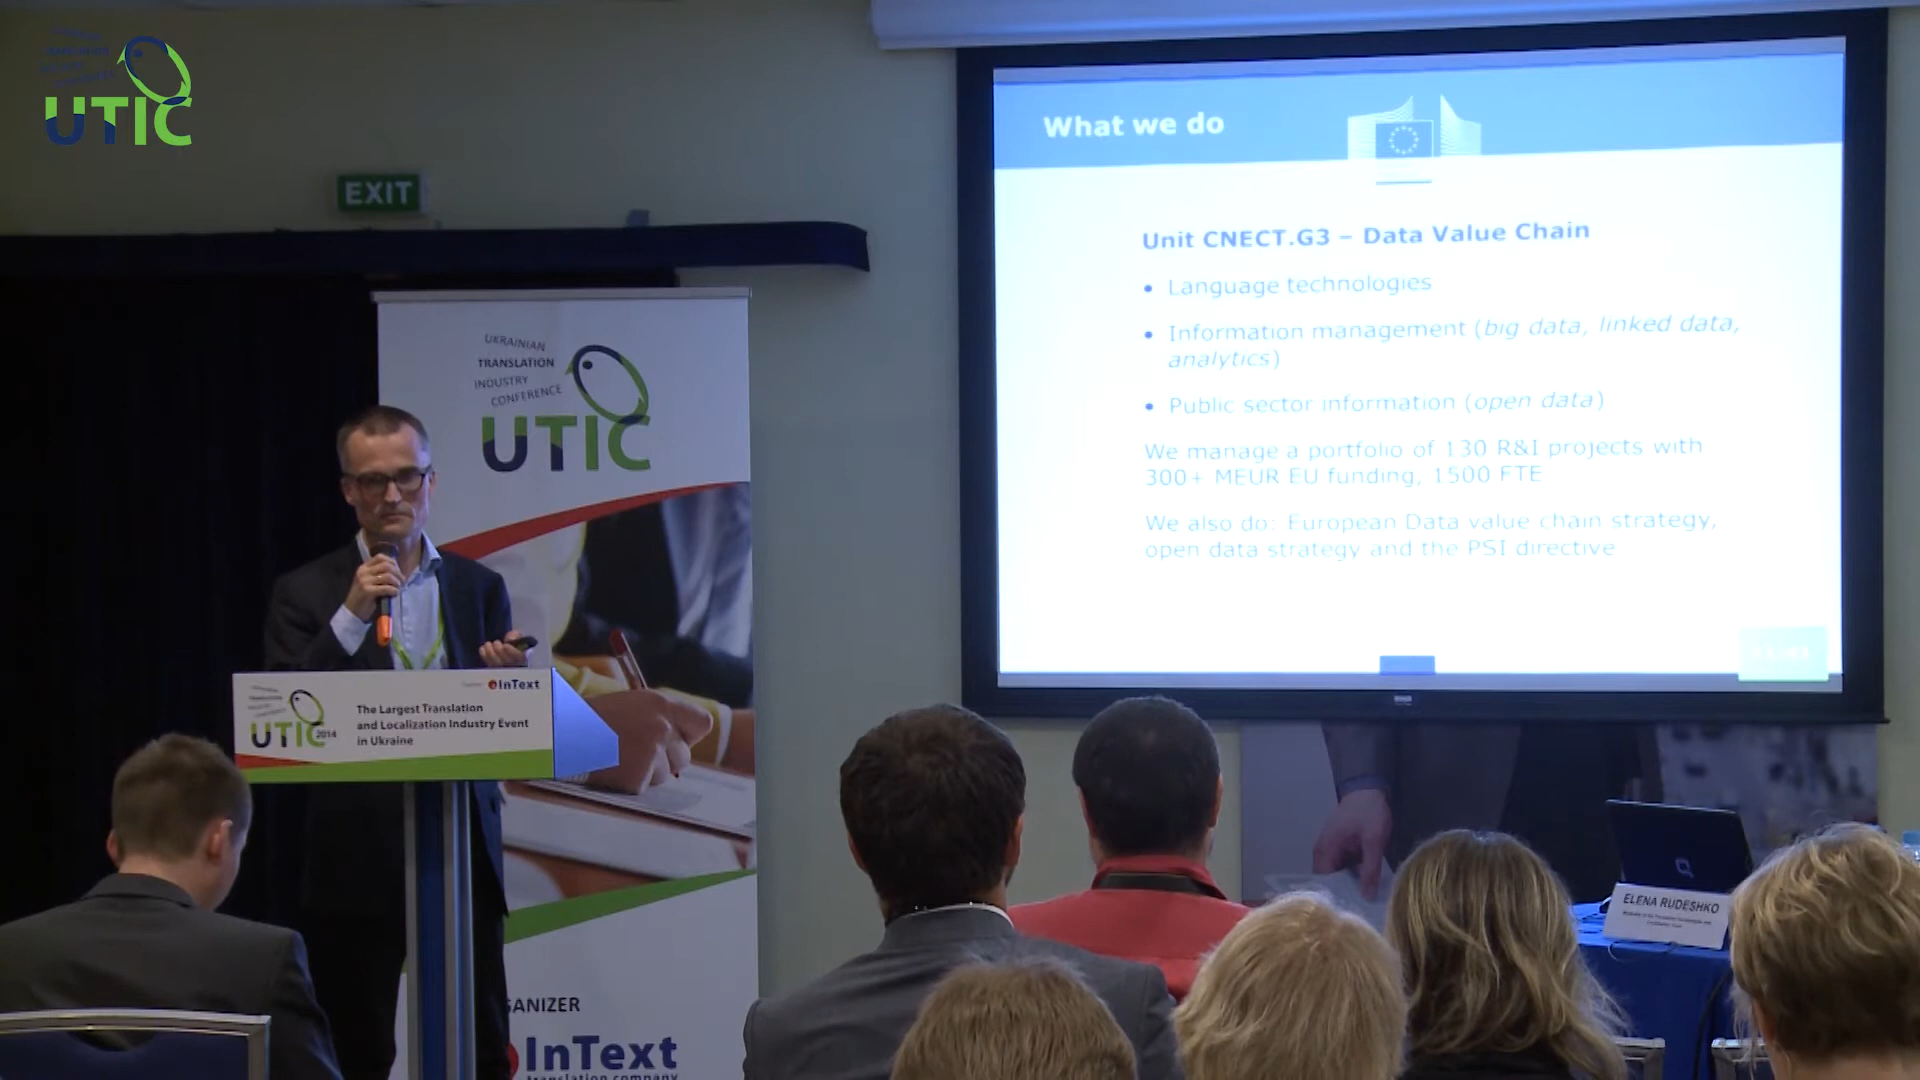 UTIC
EXIT
UKRAINIAN
TRANSLATION
INDUSTRY
CONFERENCE
UTIC
InText
The Largest Translation
and Localization Industry Event
in Ukraine
UTIC 2014
GANIZER
InText
translation company
What we do
Unit CNECT.G3 – Data Value Chain
• Language technologies
• Information management (big data, linked data,
analytics)
• Public sector information (open data)
We manage a portfolio of 130 R&I projects with
300+ MEUR EU funding, 1500 FTE
We also do: European Data value chain strategy,
open data strategy and the PSI directive
ELENA RUDESHKO